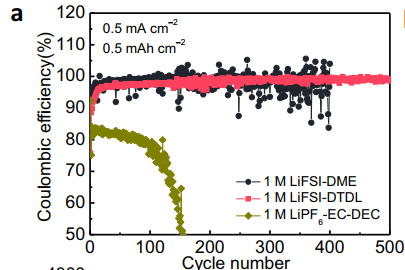 a
0.5 mA cm⁻²
0.5 mAh cm⁻²
Coulombic efficiency(%)
120
110
100
90
80
70
60
50
1 M LiFSI-DME
1 M LiFSI-DTDL
1 M LiPF₆-EC-DEC
0 100 200 300 400 500
Cycle number